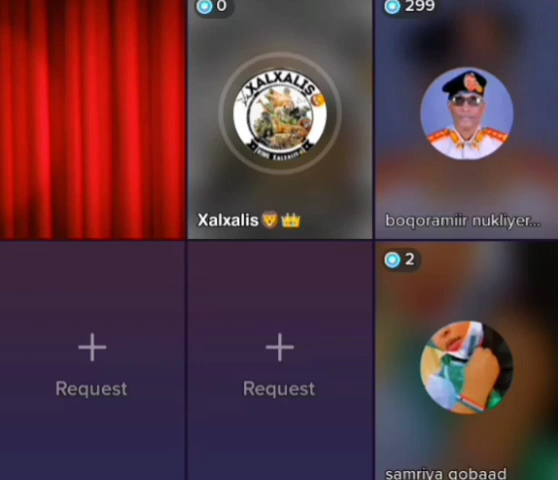 0
299
XALXALIS
Xalxalis🦁👑
boqoramiir nukliyer...
+
Request
+
Request
2
samriya gobaad